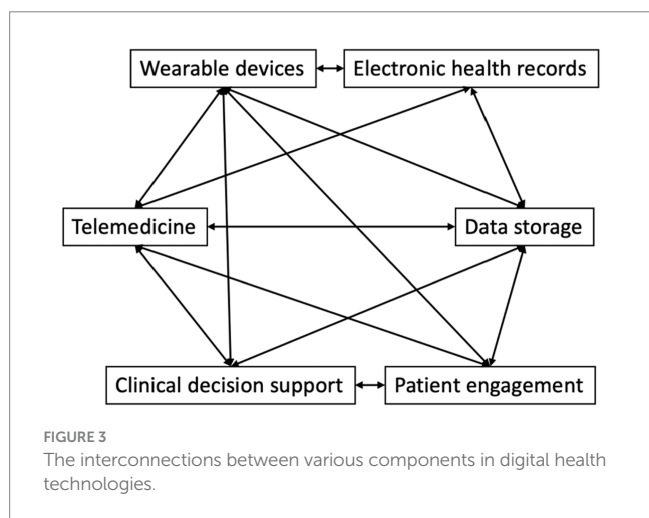 Wearable devices
Electronic health records
Telemedicine
Data storage
Clinical decision support
Patient engagement
FIGURE 3
The interconnections between various components in digital health
technologies.